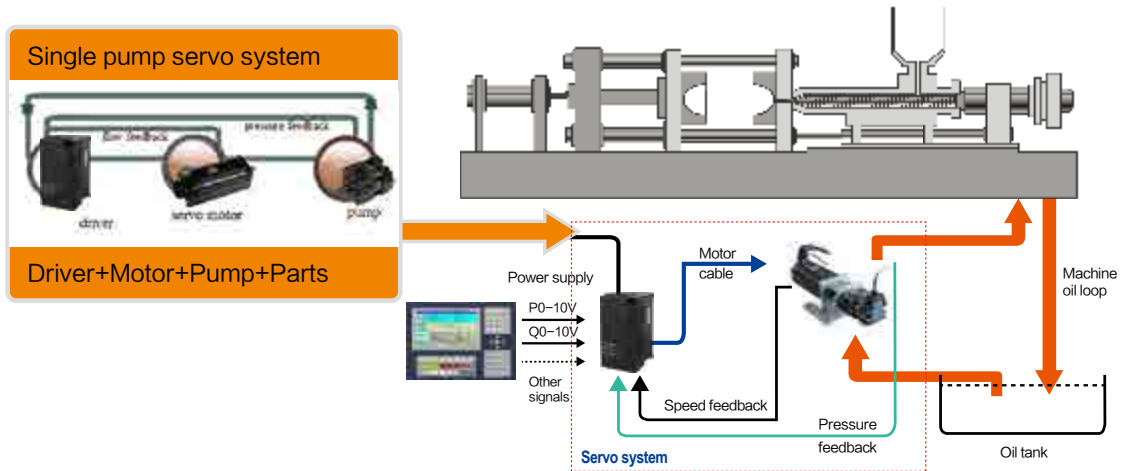 Single pump servo system
flow feedback
pressure feedback
driver
servo motor
pump
Driver+Motor+Pump+Parts
Power supply
Motor
cable
P0-10V
Q0-10V
Other
signals
Speed feedback
Pressure
feedback
Servo system
Machine
oil loop
Oil tank